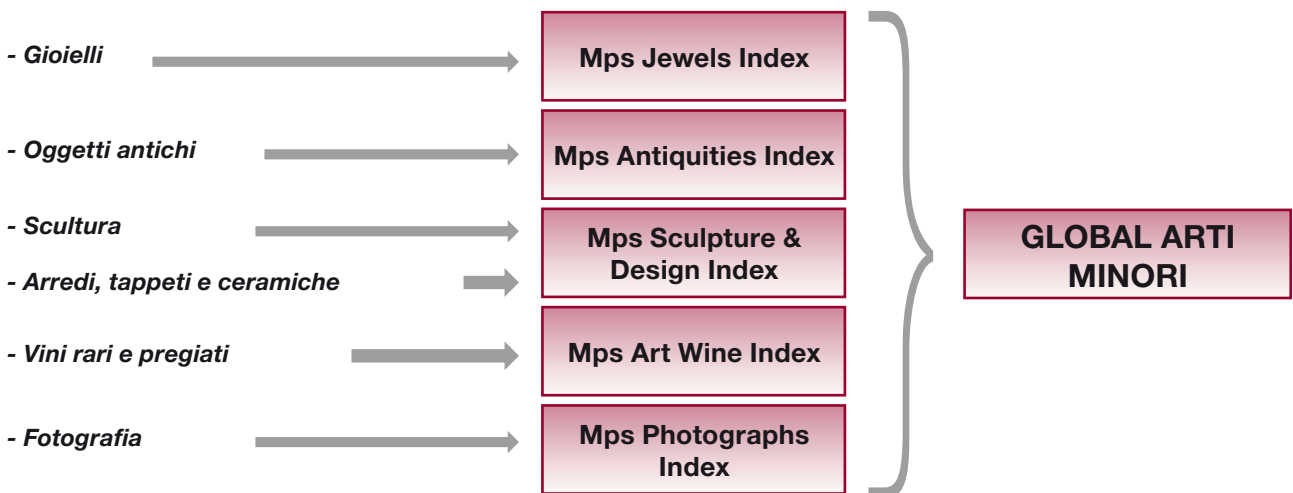 - Gioielli
Mps Jewels Index
- Oggetti antichi
Mps Antiquities Index
- Scultura
- Arredi, tappeti e ceramiche
Mps Sculpture &
Design Index
- Vini rari e pregiati
Mps Art Wine Index
- Fotografia
Mps Photographs
Index
GLOBAL ARTI
MINORI